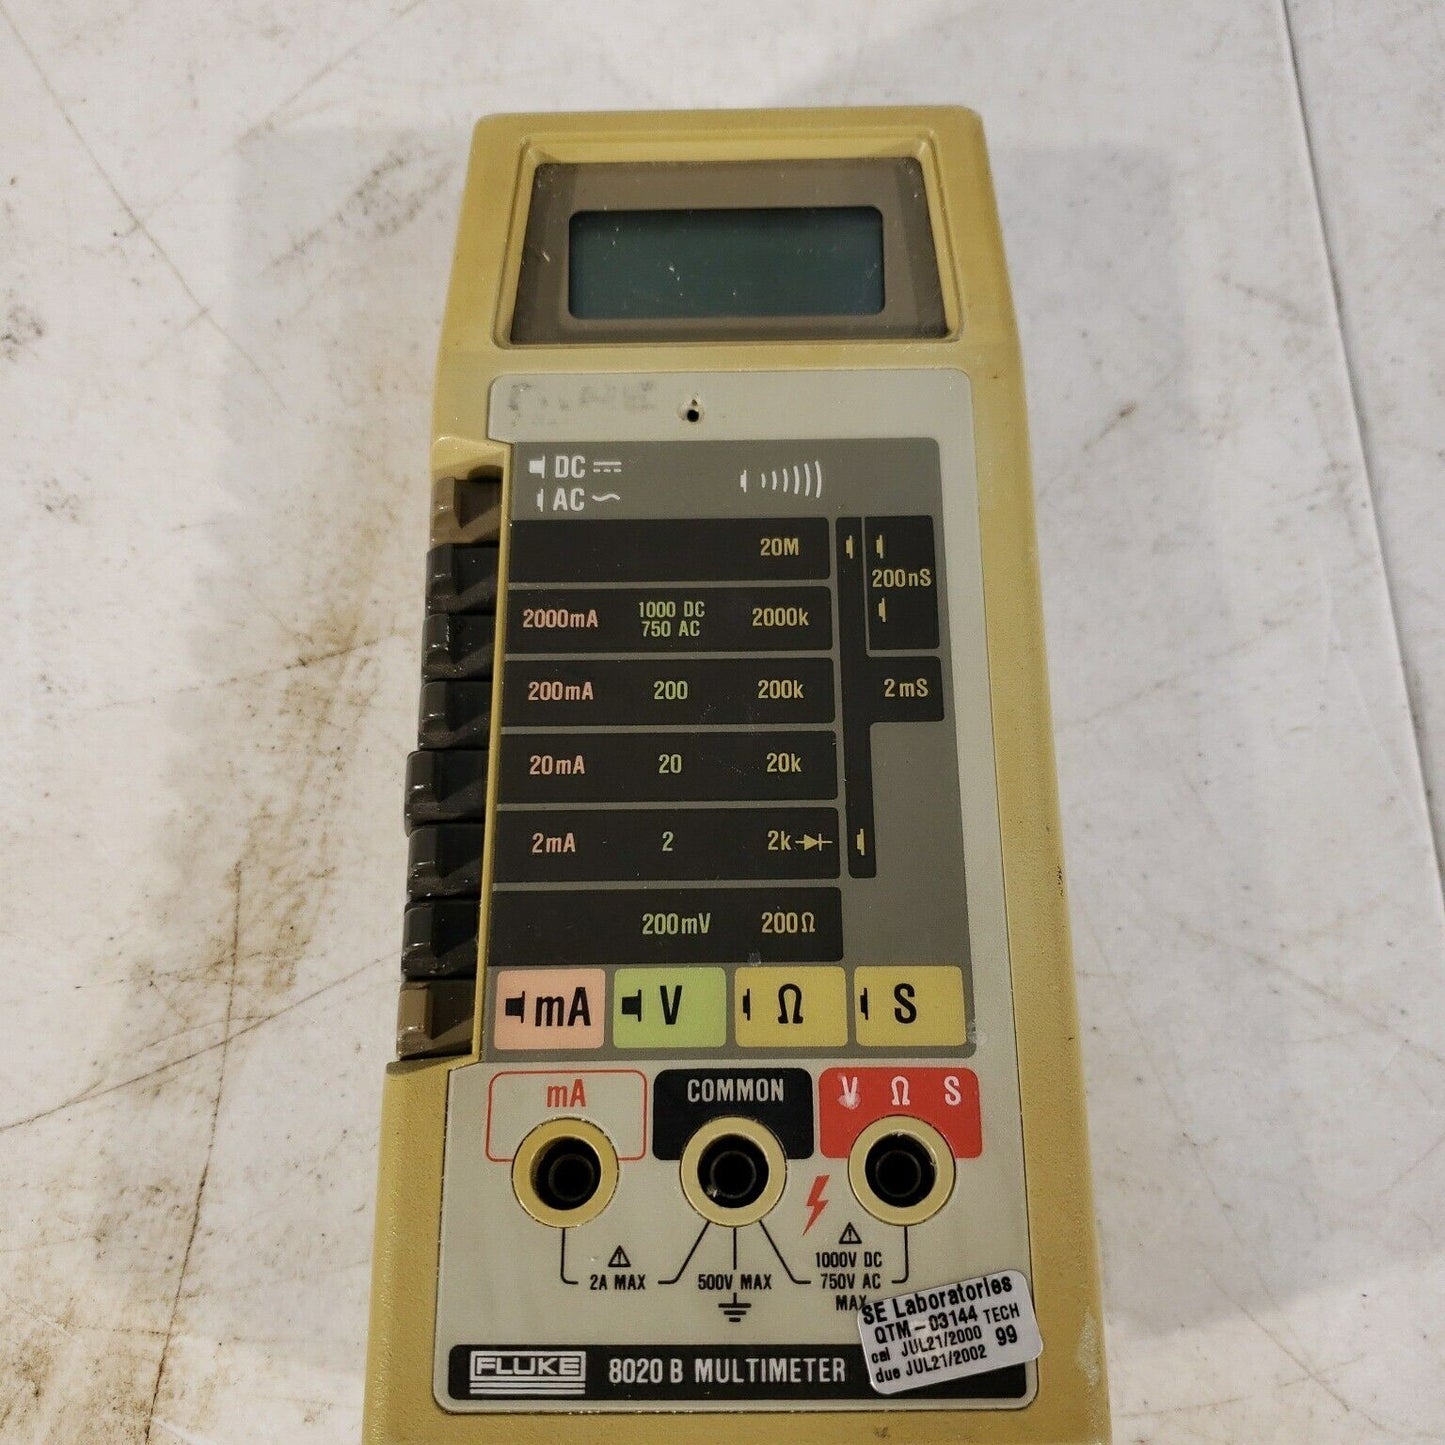 DC
AC
20M
200nS
2000mA 1000 DC 2000k
750 AC
200mA 200 200k 2mS
20mA 20 20k
2mA 2 2k
200mV 200Ω
mA V Ω S
mA COMMON V Ω S
2A MAX 500V MAX 1000V DC
750V AC
MAX
SE Laboratories
QTM-03144 TECH
cal JUL21/2000 99
due JUL21/2002
FLUKE 8020 B MULTIMETER